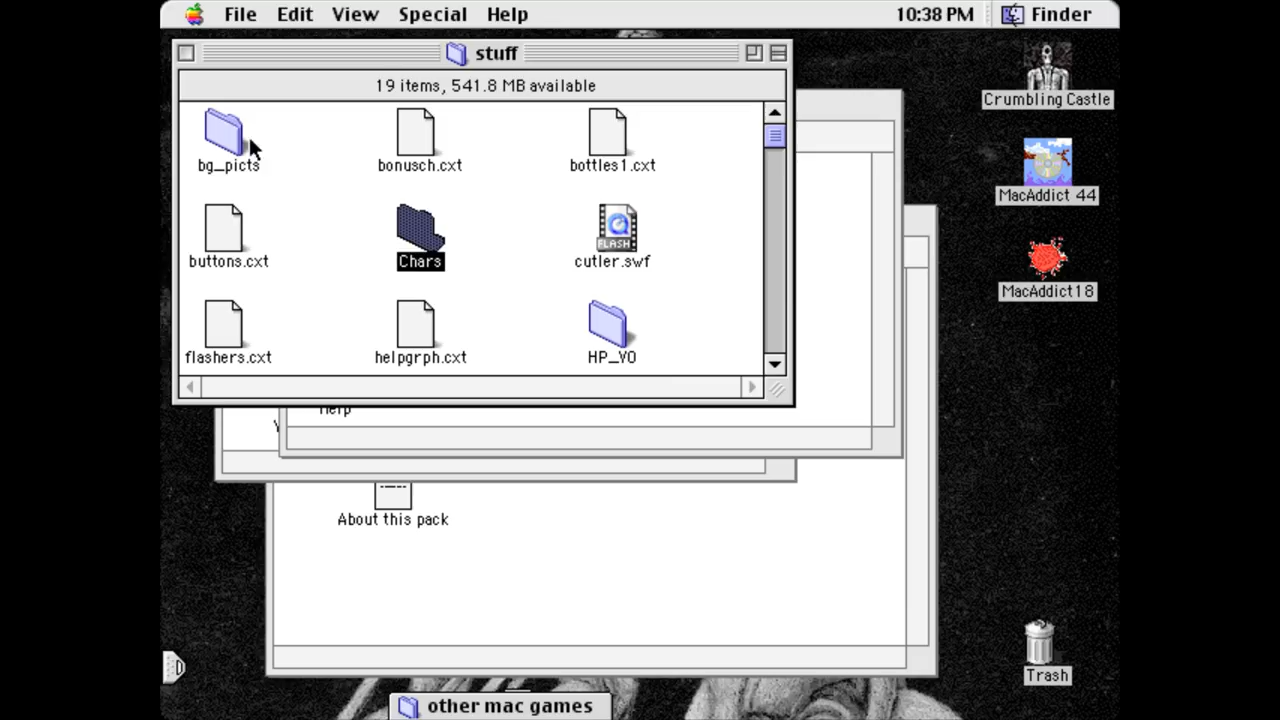 File Edit View Special Help 10:38 PM Finder
stuff
19 items, 541.8 MB available
bg_picts bonusch.cxt bottles1.cxt
buttons.cxt Chars cutler.swf
FLASH
flashers.cxt helpgrph.cxt HP_VO
Help
About this pack
Crumbling Castle
MacAddict 44
MacAddict18
Trash
other mac games